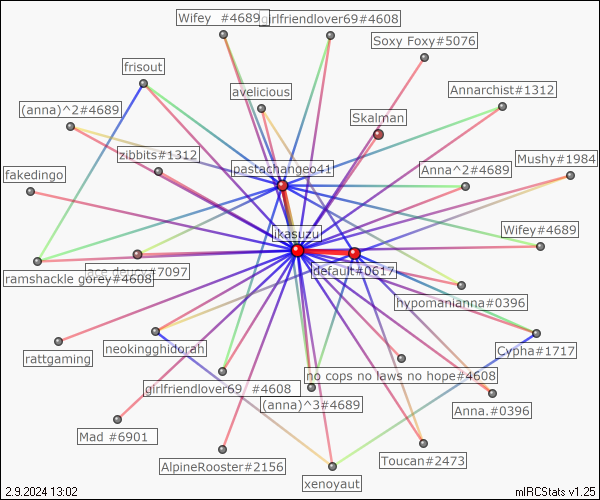 Wifey  #4689
girlfriendlover69#4608
Soxy Foxy#5076
frisout
Annarchist#1312
avelicious
(anna)^2#4689
Skalman
zibbits#1312
Mushy#1984
pastachangeo41
Anna^2#4689
fakedingo
Wifey#4689
jkasuzu
ace deucy#7097
default#0617
ramshackle gorey#4608
hypomanianna#0396
rattgaming
neokingghidorah
Cypha#1717
no cops no laws no hope#4608
girlfriendlover69  #4608
(anna)^3#4689
Anna.#0396
Mad #6901
AlpineRooster#2156
Toucan#2473
xenoyaut
2.9.2024 13:02
mIRCStats v1.25